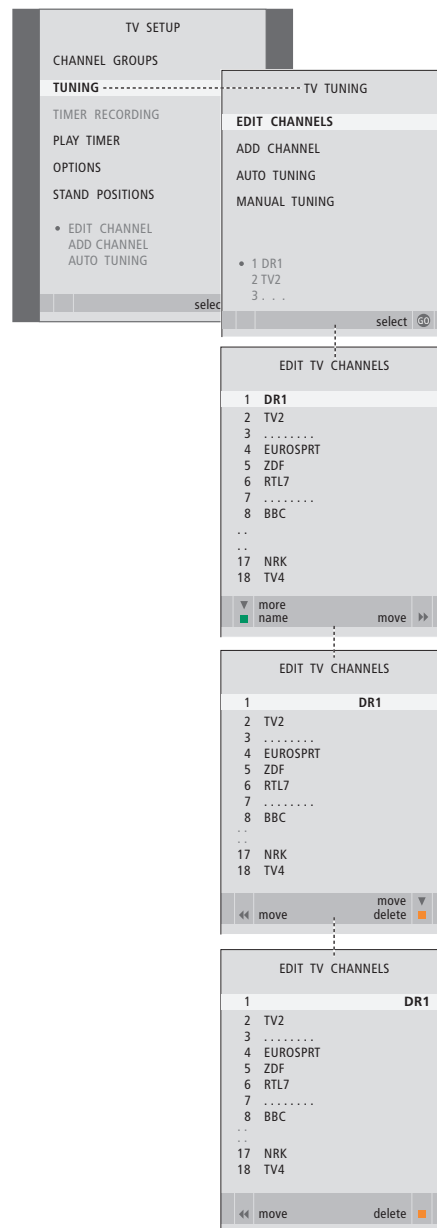 TV SETUP
CHANNEL GROUPS
TUNING
TIMER RECORDING
PLAY TIMER
OPTIONS
STAND POSITIONS
• EDIT CHANNEL
ADD CHANNEL
AUTO TUNING
selec
TV TUNING
EDIT CHANNELS
ADD CHANNEL
AUTO TUNING
MANUAL TUNING
• 1 DR1
2 TV2
3 . . .
select GO
EDIT TV CHANNELS
1 DR1
2 TV2
3 . . . . . . . .
4 EUROSPRT
5 ZDF
6 RTL7
7 . . . . . . . .
8 BBC
. .
. .
17 NRK
18 TV4
more
name move
EDIT TV CHANNELS
1 DR1
2 TV2
3 . . . . . . . .
4 EUROSPRT
5 ZDF
6 RTL7
7 . . . . . . . .
8 BBC
. .
. .
17 NRK
18 TV4
move
move delete
EDIT TV CHANNELS
1 DR1
2 TV2
3 . . . . . . . .
4 EUROSPRT
5 ZDF
6 RTL7
7 . . . . . . . .
8 BBC
. .
. .
17 NRK
18 TV4
move delete